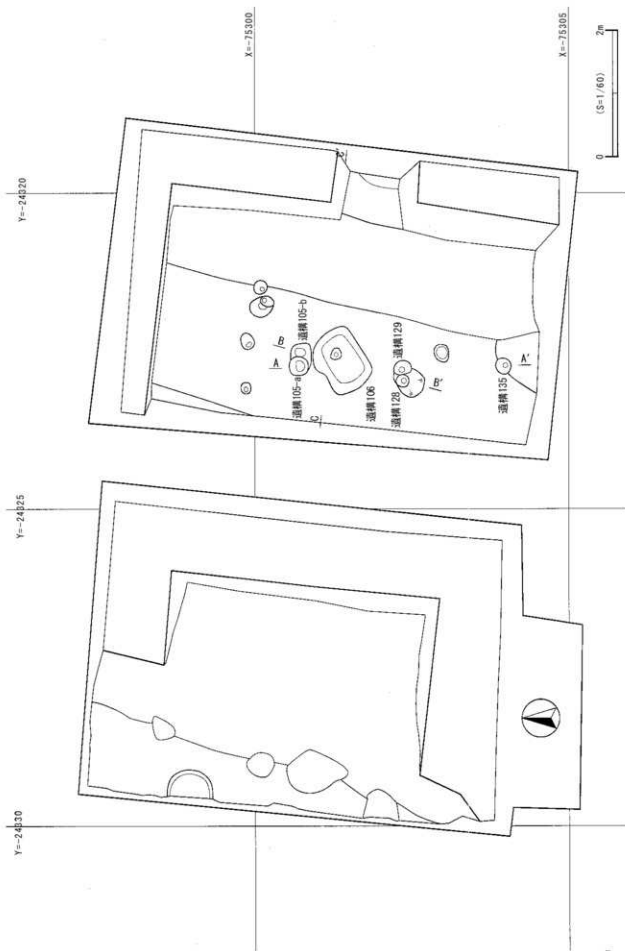 X=-75300
X=-75305
2m
(S=1/60)
0
Y=-24320
Y=-24325
Y=-24330
B
A
遺構105-b
遺構105-a
遺構106
遺構129
遺構128
B'
A'
遺構135
C